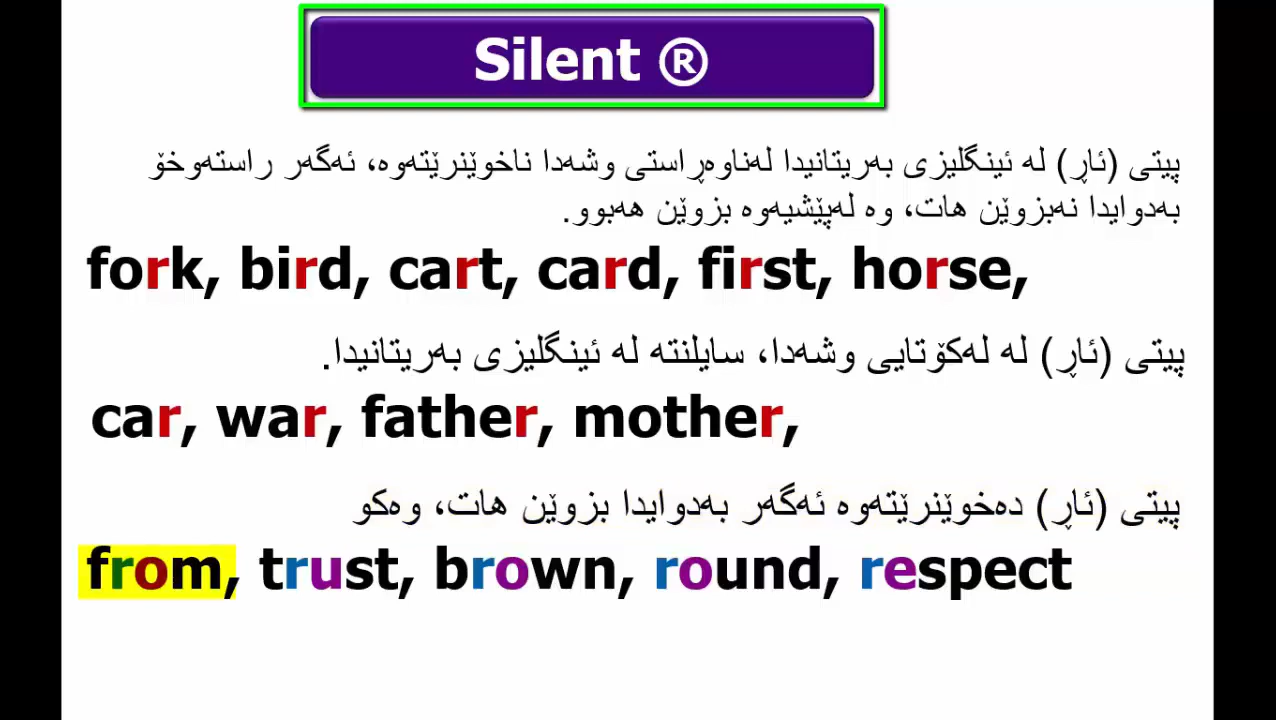 Silent ®
پیتی (ئاڕ) لە ئینگلیزی بەریتانیدا لەناوەڕاستی وشەدا ناخوێنرێتەوە، ئەگەر راستەوخۆ
بەدوایدا نەبزوێن هات، وە لەپێشیەوە بزوێن هەبوو.
fork, bird, cart, card, first, horse,
پیتی (ئاڕ) لە لەکۆتایی وشەدا، سایلنتە لە ئینگلیزی بەریتانیدا.
car, war, father, mother,
پیتی (ئاڕ) دەخوێنرێتەوە ئەگەر بەدوایدا بزوێن هات، وەکو
from, trust, brown, round, respect